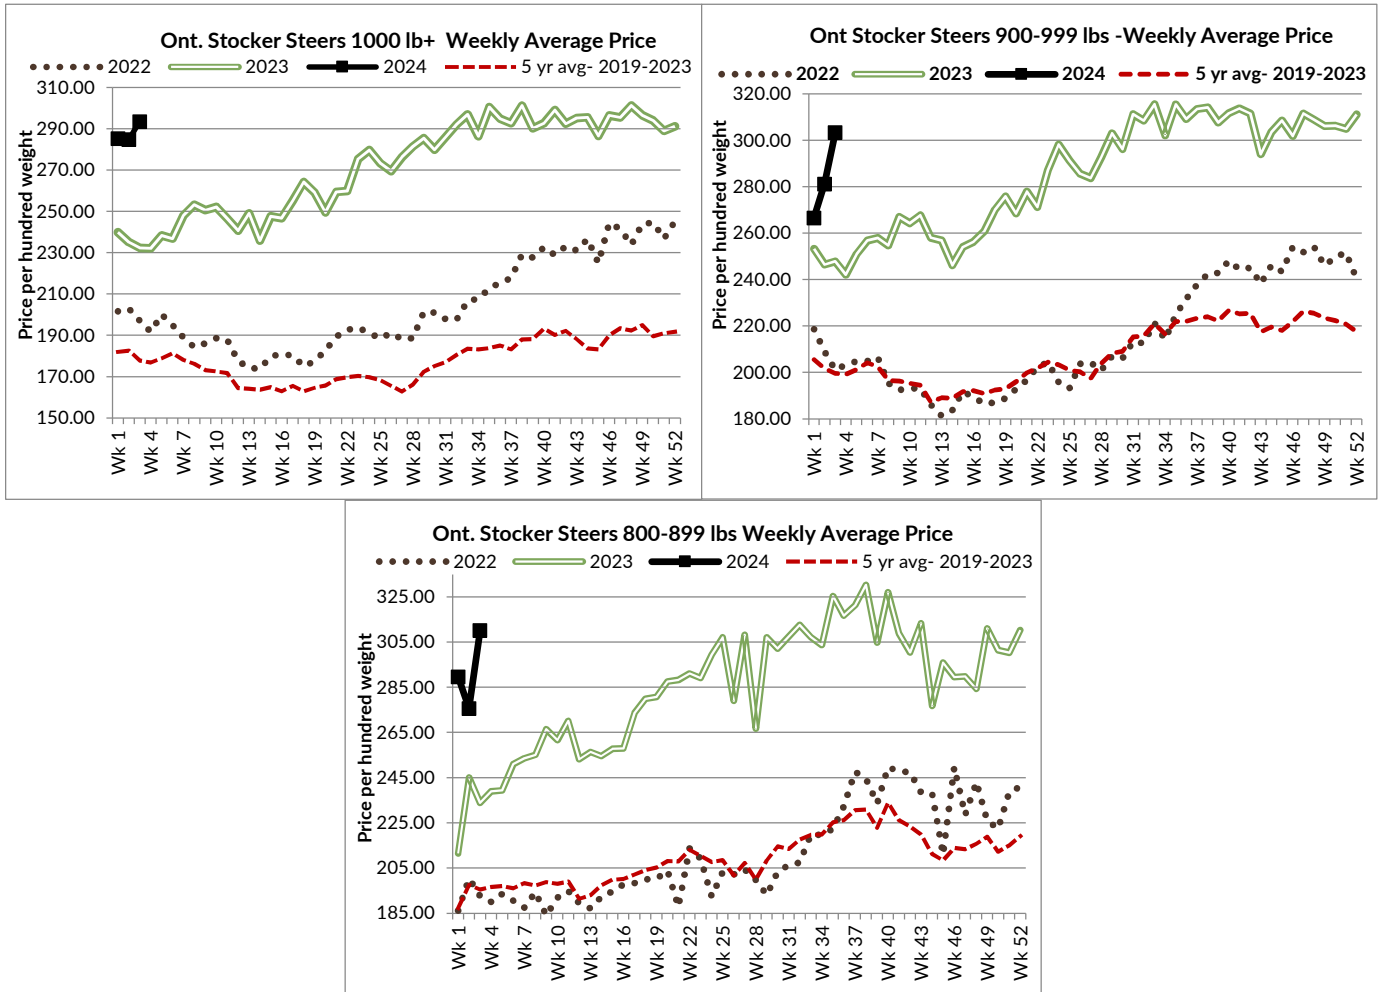 Ont. Stocker Steers 1000 lb+  Weekly Average Price
2022 2023 2024 5 yr avg- 2019-2023
Price per hundred weight
310.00
290.00
270.00
250.00
230.00
210.00
190.00
170.00
150.00
Wk 1 Wk 4 Wk 7 Wk 10 Wk 13 Wk 16 Wk 19 Wk 22 Wk 25 Wk 28 Wk 31 Wk 34 Wk 37 Wk 40 Wk 43 Wk 46 Wk 49 Wk 52
Ont Stocker Steers 900-999 lbs -Weekly Average Price
2022 2023 2024 5 yr avg- 2019-2023
Price per hundred weight
320.00
300.00
280.00
260.00
240.00
220.00
200.00
180.00
Wk 1 Wk 4 Wk 7 Wk 10 Wk 13 Wk 16 Wk 19 Wk 22 Wk 25 Wk 28 Wk 31 Wk 34 Wk 37 Wk 40 Wk 43 Wk 46 Wk 49 Wk 52
Ont. Stocker Steers 800-899 lbs Weekly Average Price
2022 2023 2024 5 yr avg- 2019-2023
Price per hundred weight
325.00
305.00
285.00
265.00
245.00
225.00
205.00
185.00
Wk 1 Wk 4 Wk 7 Wk 10 Wk 13 Wk 16 Wk 19 Wk 22 Wk 25 Wk 28 Wk 31 Wk 34 Wk 37 Wk 40 Wk 43 Wk 46 Wk 49 Wk 52